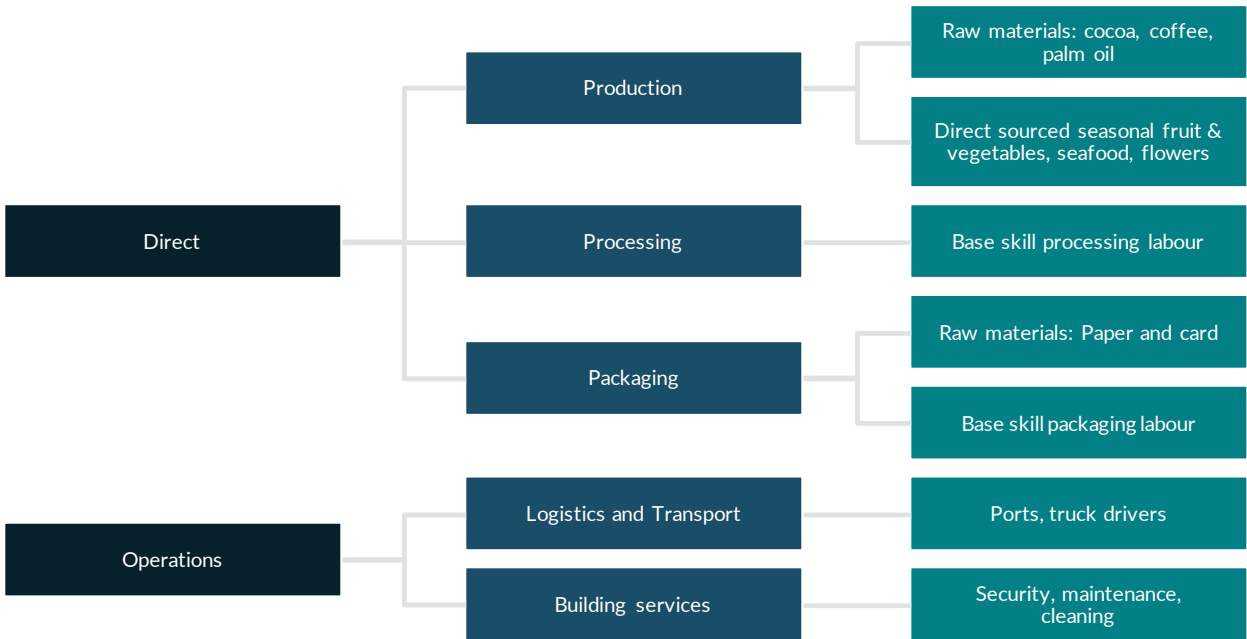 Direct
Production
Raw materials: cocoa, coffee,
palm oil
Direct sourced seasonal fruit &
vegetables, seafood, flowers
Processing
Base skill processing labour
Packaging
Raw materials: Paper and card
Base skill packaging labour
Operations
Logistics and Transport
Ports, truck drivers
Building services
Security, maintenance,
cleaning